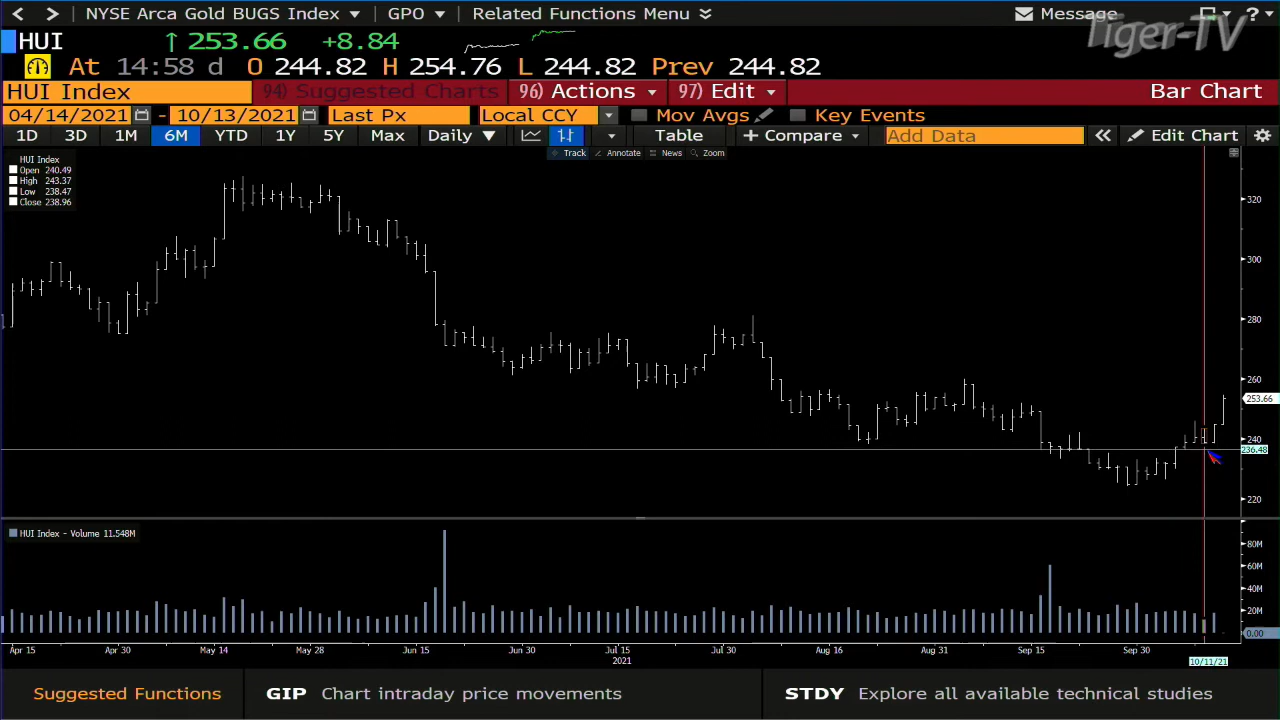 < > NYSE Arca Gold BUGS Index GPO Related Functions Menu Message ?
Tiger-TV
HUI ↑ 253.66 +8.84
At 14:58 d O 244.82 H 254.76 L 244.82 Prev 244.82
HUI Index 94) Suggested Charts 96) Actions 97) Edit Bar Chart
04/14/2021 - 10/13/2021 Last Px Local CCY Mov Avgs Key Events
1D 3D 1M 6M YTD 1Y 5Y Max Daily ▼ Table + Compare Add Data « Edit Chart
Track Annotate News Zoom
HUI Index
Open 240.49
High 243.37
Low 238.47
Close 238.96
320
300
280
260
253.66
240
236.48
220
HUI Index - Volume 11.548M
80M
60M
40M
20M
0.00
Apr 15 Apr 30 May 14 May 28 Jun 15 Jun 30 Jul 15 Jul 30 Aug 16 Aug 31 Sep 15 Sep 30
2021 10/11/21
Suggested Functions GIP Chart intraday price movements STDY Explore all available technical studies